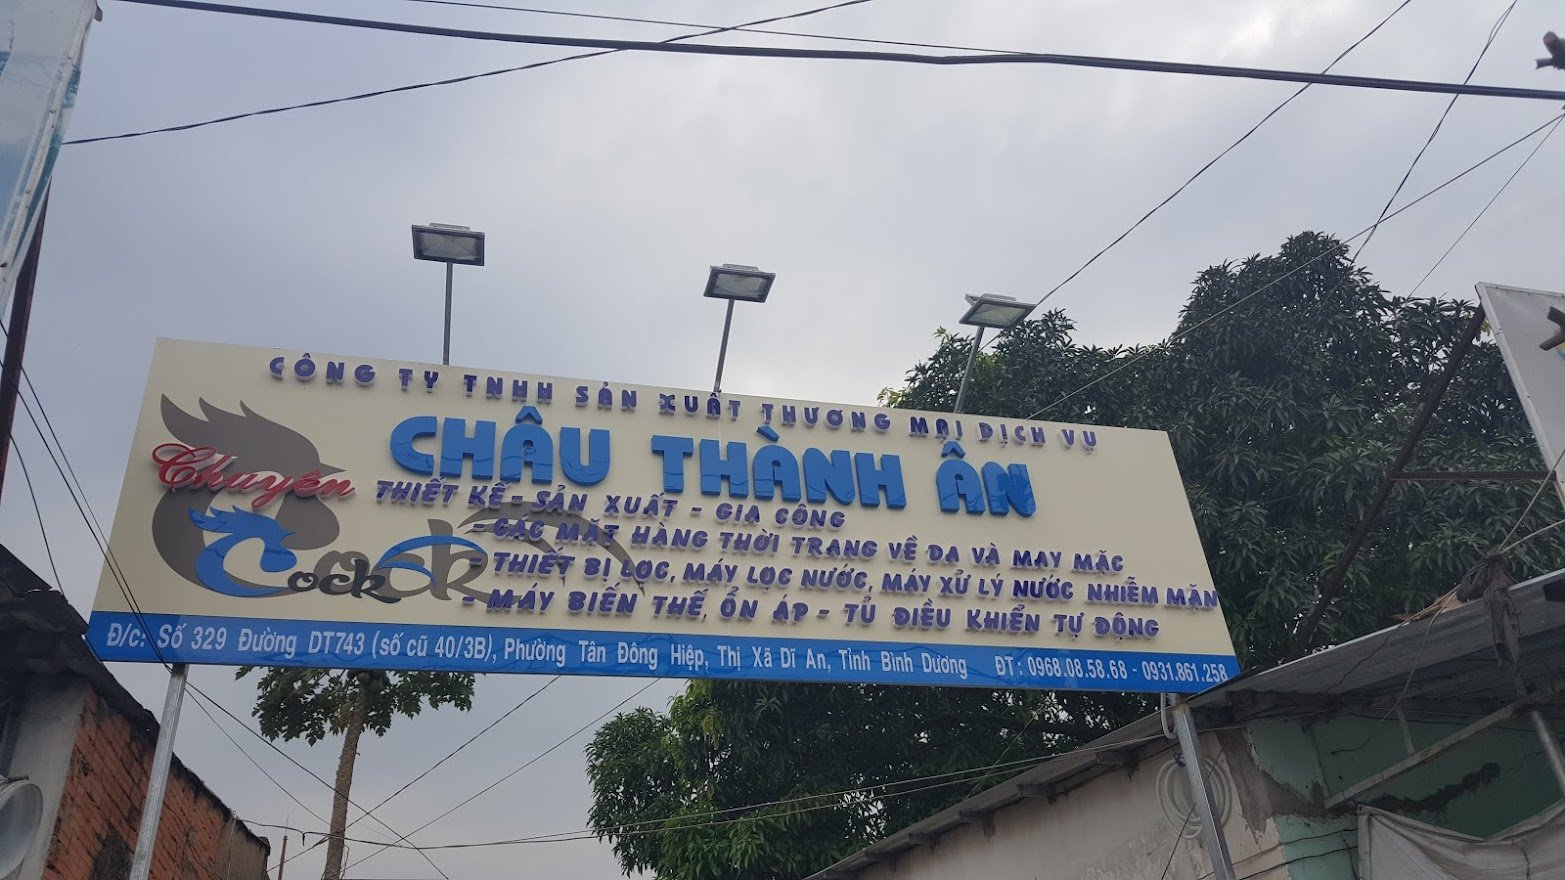 CÔNG TY TNHH SẢN XUẤT THƯƠNG MẠI DỊCH VỤ
CHÂU THÀNH ÂN
Chuyên
THIẾT KẾ - SẢN XUẤT - GIA CÔNG
- CÁC MẶT HÀNG THỜI TRANG VỀ DA VÀ MAY MẶC
- THIẾT BỊ LỌC, MÁY LỌC NƯỚC, MÁY XỬ LÝ NƯỚC NHIỄM MẶN
- MÁY BIẾN THẾ, ỔN ÁP - TỦ ĐIỀU KHIỂN TỰ ĐỘNG
Cock
Cock
Đ/c: Số 329 Đường DT743 (số cũ 40/3B), Phường Tân Đông Hiệp, Thị Xã Dĩ An, Tỉnh Bình Dương ĐT: 0968.08.58.68 - 0931.861.258